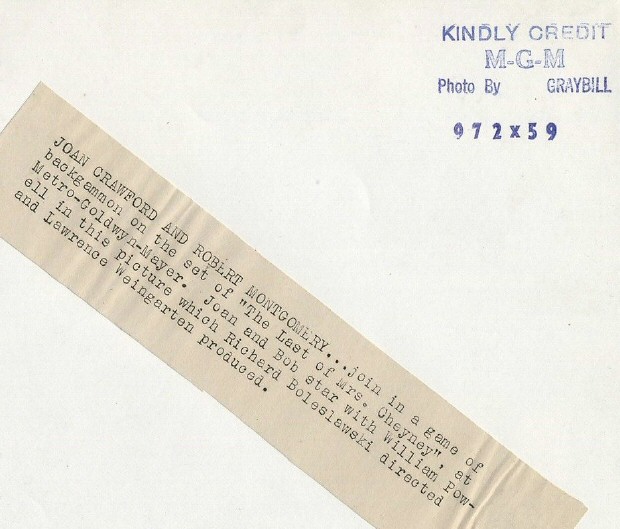 KINDLY CREDIT
M-G-M
Photo By GRAYBILL
972x59
JOAN CRAWFORD AND ROBERT MONTGOMERY...join in a game of
backgammon on the set of "The Last of Mrs. Cheyney", at
Metro-Goldwyn-Mayer. Joan and Bob star with William Pow-
ell in this picture which Richard Boleslawski directed
and Lawrence Weingarten produced.